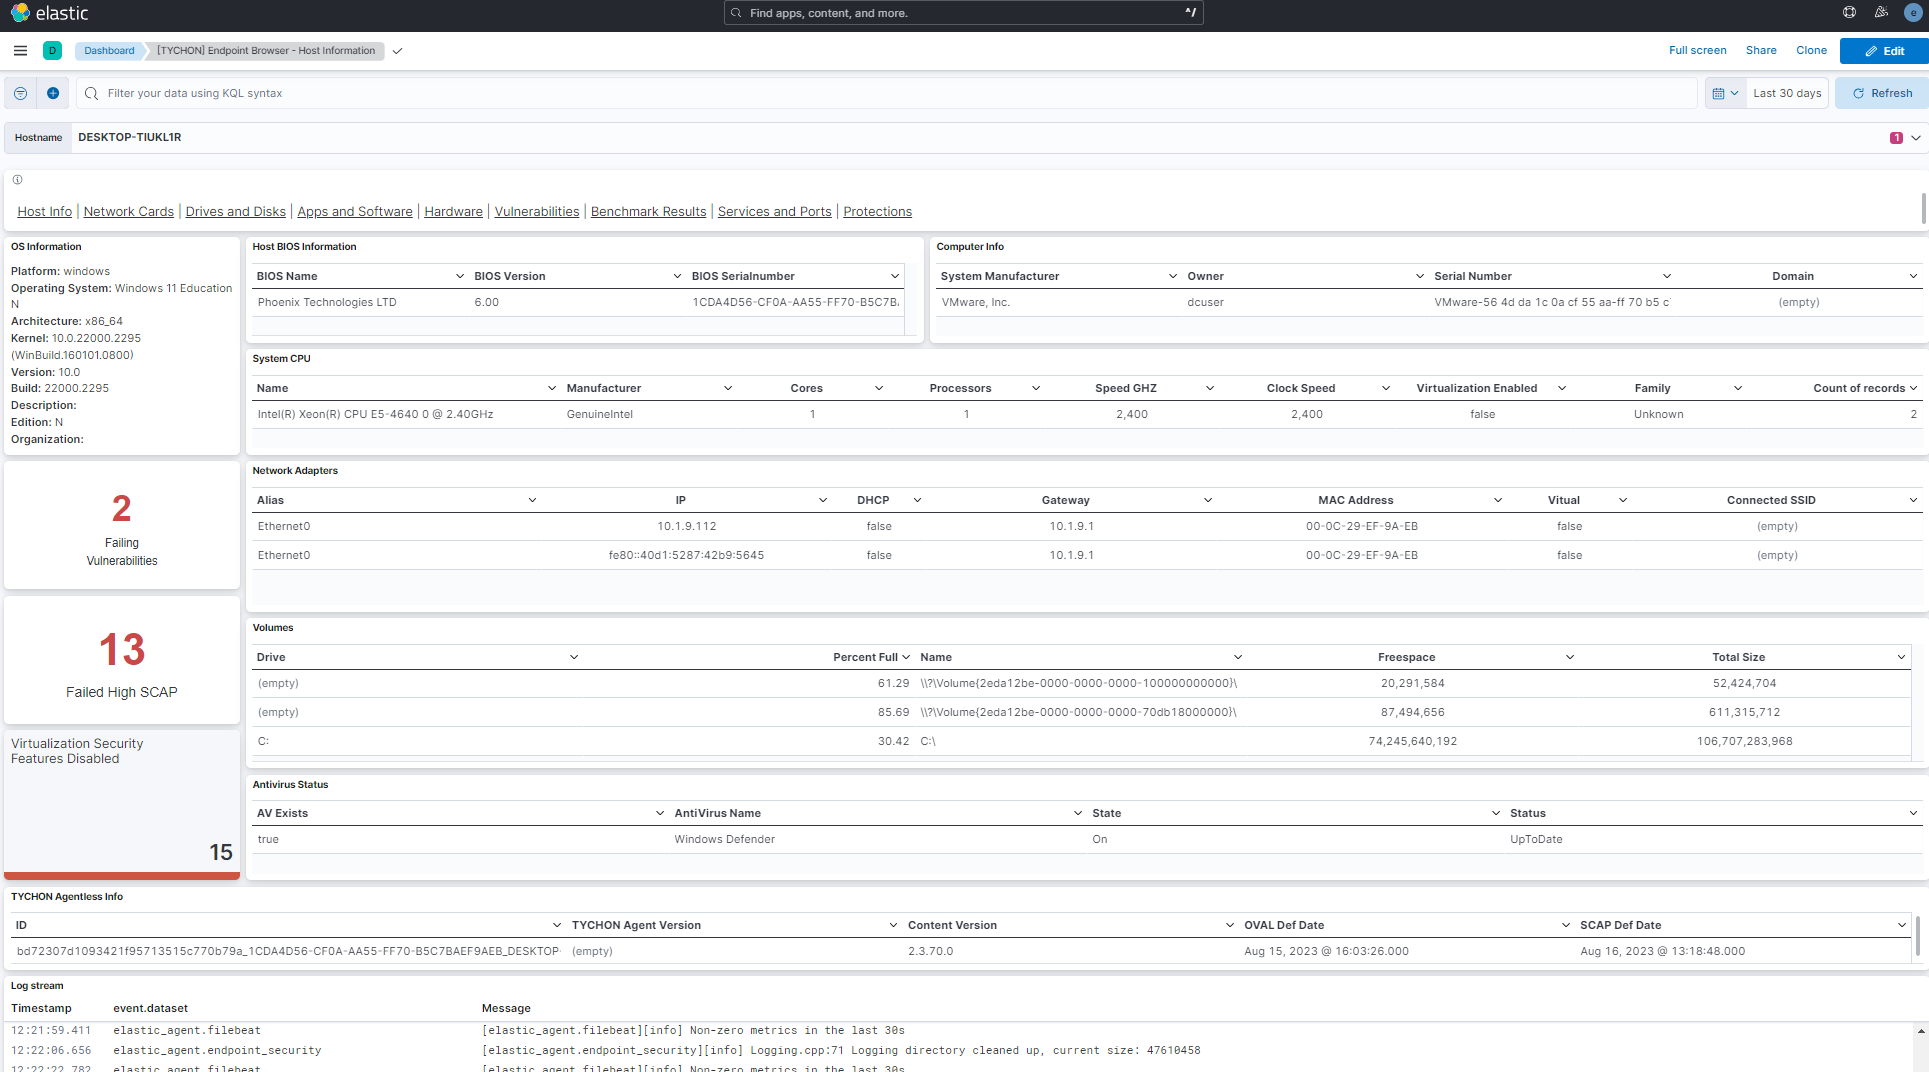 elastic
Find apps, content, and more. ^/
e
D Dashboard [TYCHON] Endpoint Browser - Host Information Full screen Share Clone Edit
Filter your data using KQL syntax Last 30 days Refresh
Hostname DESKTOP-TIUKL1R 1
Host Info | Network Cards | Drives and Disks | Apps and Software | Hardware | Vulnerabilities | Benchmark Results | Services and Ports | Protections
OS Information
Platform: windows
Operating System: Windows 11 Education
N
Architecture: x86_64
Kernel: 10.0.22000.2295
(WinBuild.160101.0800)
Version: 10.0
Build: 22000.2295
Description:
Edition: N
Organization:
Host BIOS Information
BIOS Name BIOS Version BIOS Serialnumber
Phoenix Technologies LTD 6.00 1CDA4D56-CF0A-AA55-FF70-B5C7B
Computer Info
System Manufacturer Owner Serial Number Domain
VMware, Inc. dcuser VMware-56 4d da 1c 0a cf 55 aa-ff 70 b5 c (empty)
System CPU
Name Manufacturer Cores Processors Speed GHZ Clock Speed Virtualization Enabled Family Count of records
Intel(R) Xeon(R) CPU E5-4640 0 @ 2.40GHz GenuineIntel 1 1 2,400 2,400 false Unknown 2
2
Failing
Vulnerabilities
Network Adapters
Alias IP DHCP Gateway MAC Address Vitual Connected SSID
Ethernet0 10.1.9.112 false 10.1.9.1 00-0C-29-EF-9A-EB false (empty)
Ethernet0 fe80::40d1:5287:42b9:5645 false 10.1.9.1 00-0C-29-EF-9A-EB false (empty)
13
Failed High SCAP
Volumes
Drive Percent Full Name Freespace Total Size
(empty) 61.29 \\?\Volume{2eda12be-0000-0000-0000-100000000000}\ 20,291,584 52,424,704
(empty) 85.69 \\?\Volume{2eda12be-0000-0000-0000-70db18000000}\ 87,494,656 611,315,712
C: 30.42 C:\ 74,245,640,192 106,707,283,968
Virtualization Security
Features Disabled
15
Antivirus Status
AV Exists AntiVirus Name State Status
true Windows Defender On UpToDate
TYCHON Agentless Info
ID TYCHON Agent Version Content Version OVAL Def Date SCAP Def Date
bd72307d1093421f95713515c770b79a_1CDA4D56-CF0A-AA55-FF70-B5C7BAEF9AEB_DESKTOP- (empty) 2.3.70.0 Aug 15, 2023 @ 16:03:26.000 Aug 16, 2023 @ 13:18:48.000
Log stream
Timestamp event.dataset Message
12:21:59.411 elastic_agent.filebeat [elastic_agent.filebeat][info] Non-zero metrics in the last 30s
12:22:06.656 elastic_agent.endpoint_security [elastic_agent.endpoint_security][info] Logging.cpp:71 Logging directory cleaned up, current size: 47610458
12:22:22.782 elastic_agent.filebeat [elastic_agent.filebeat][info] Non-zero metrics in the last 30s